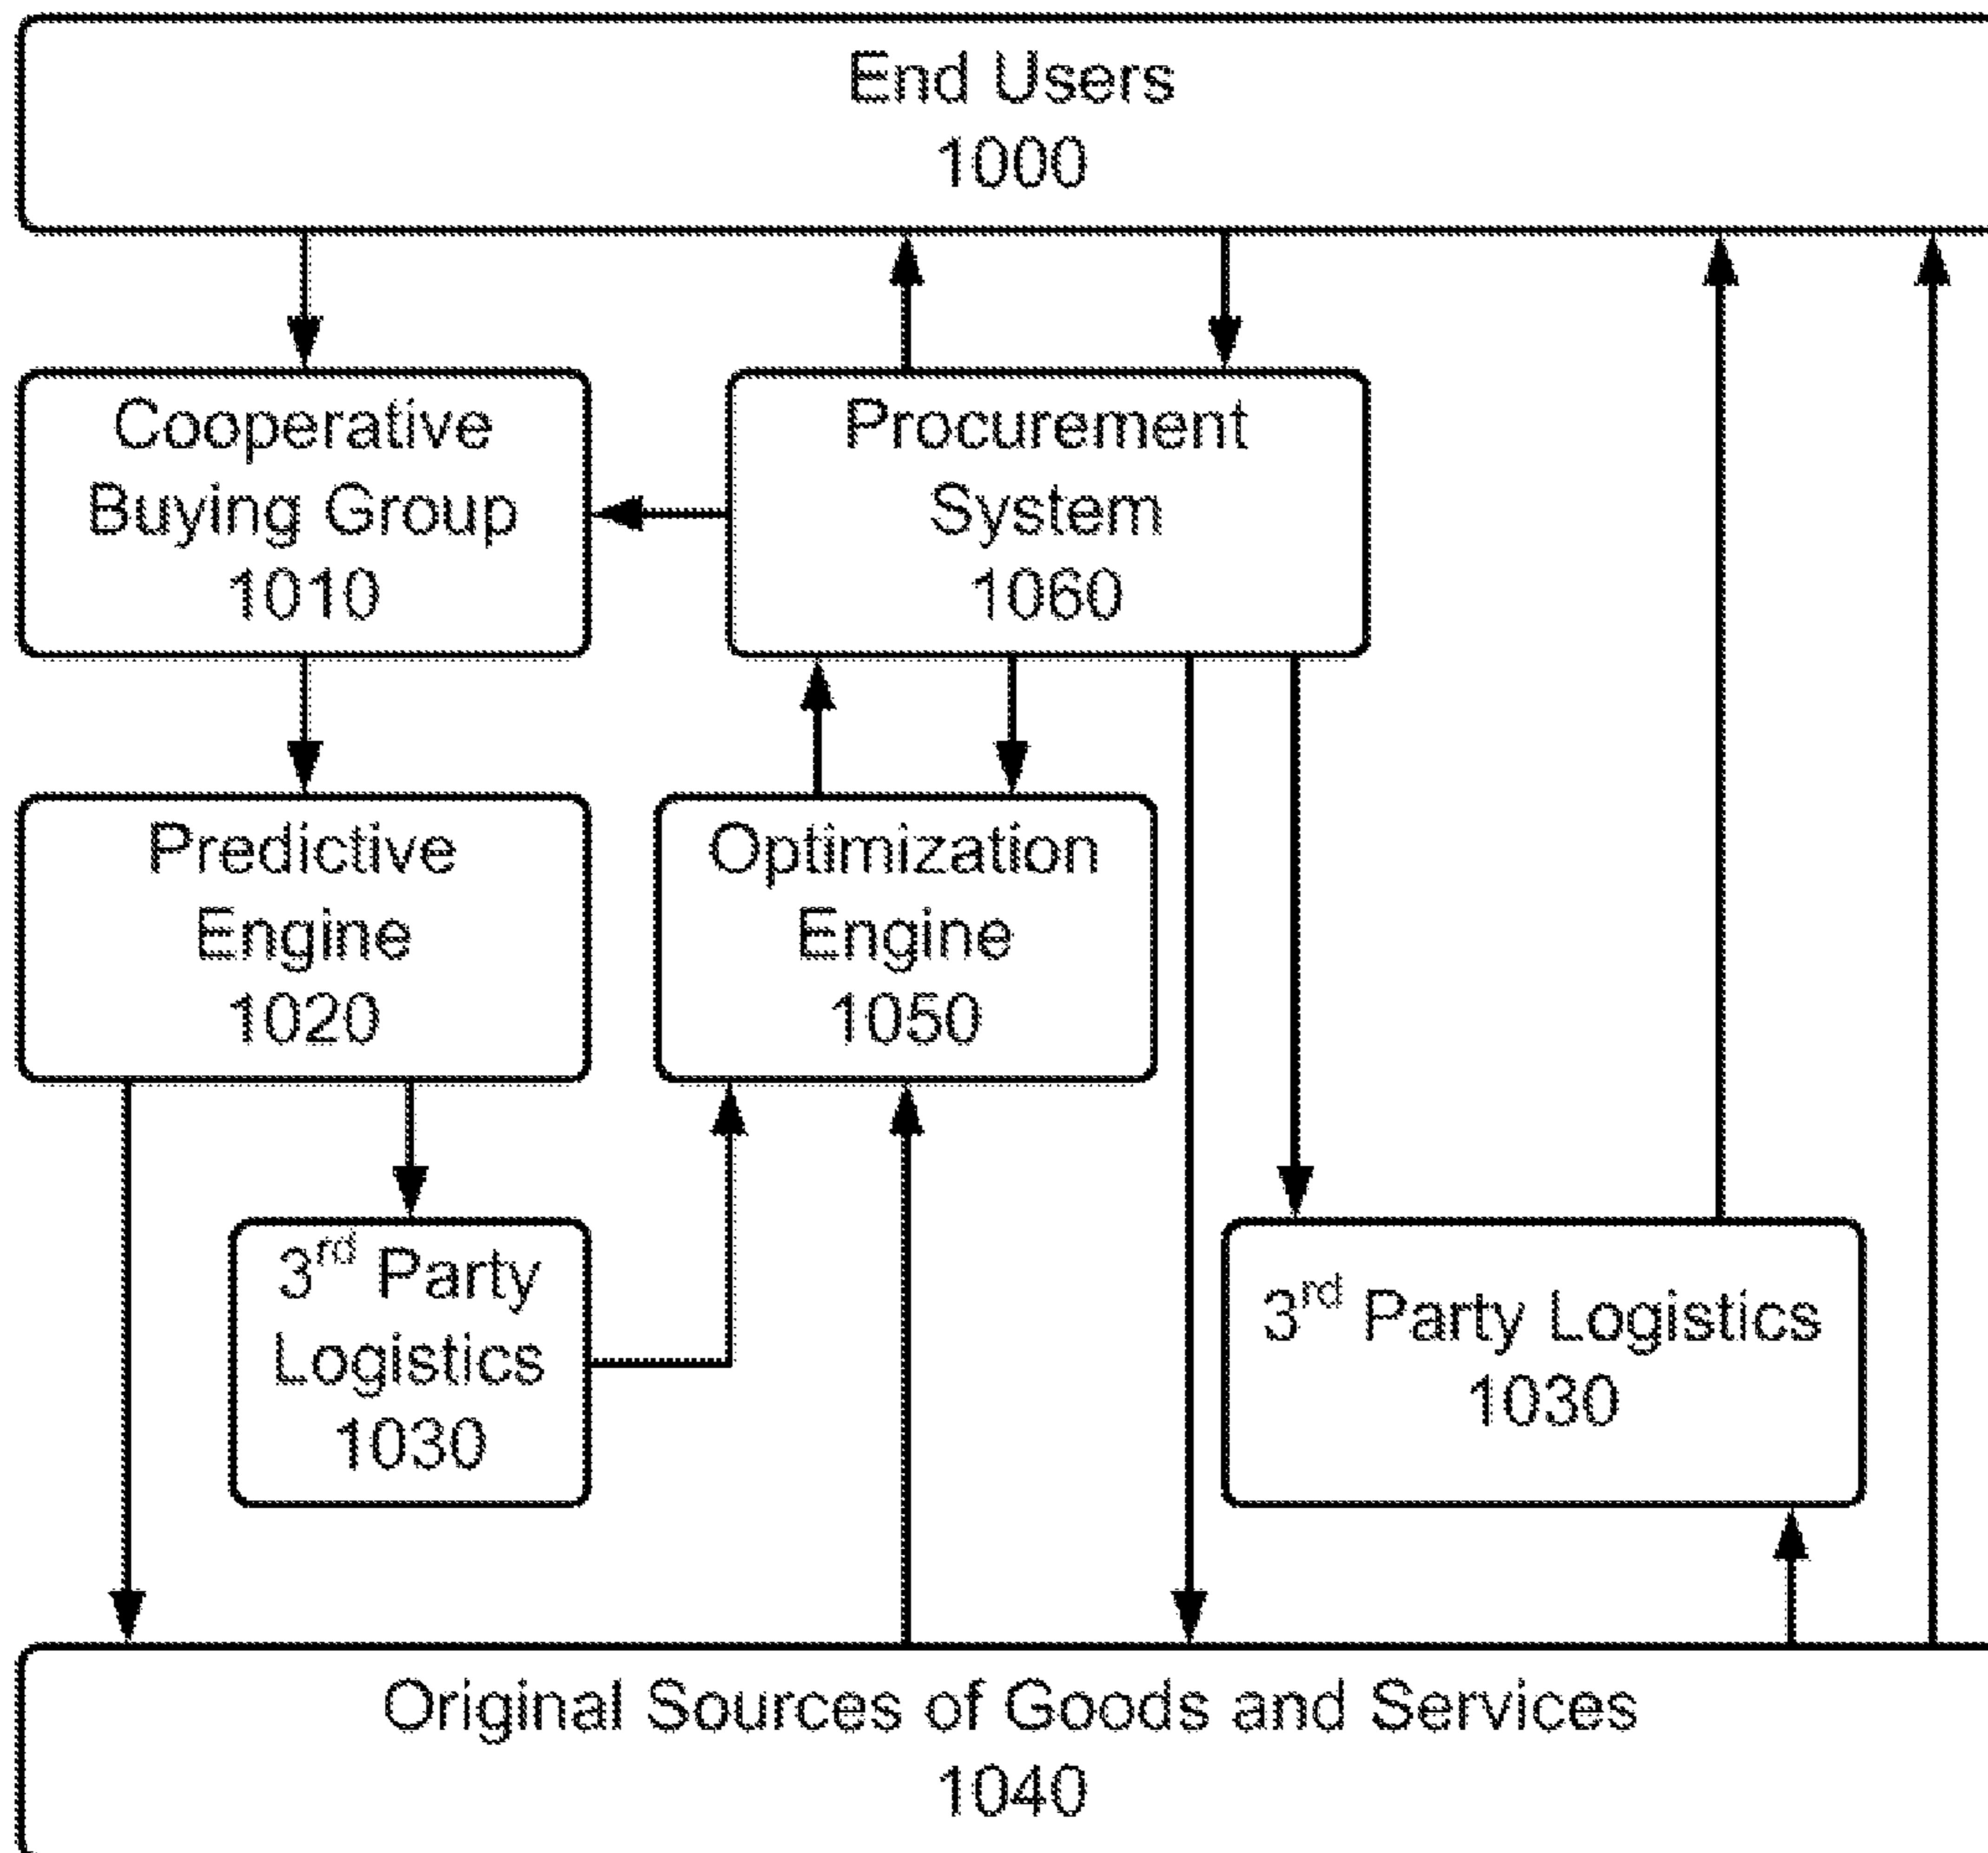 End Users
1000
Cooperative
Buying Group
1010
Procurement
System
1060
Predictive
Engine
1020
Optimization
Engine
1050
3rd Party
Logistics
1030
3rd Party Logistics
1030
Original Sources of Goods and Services
1040